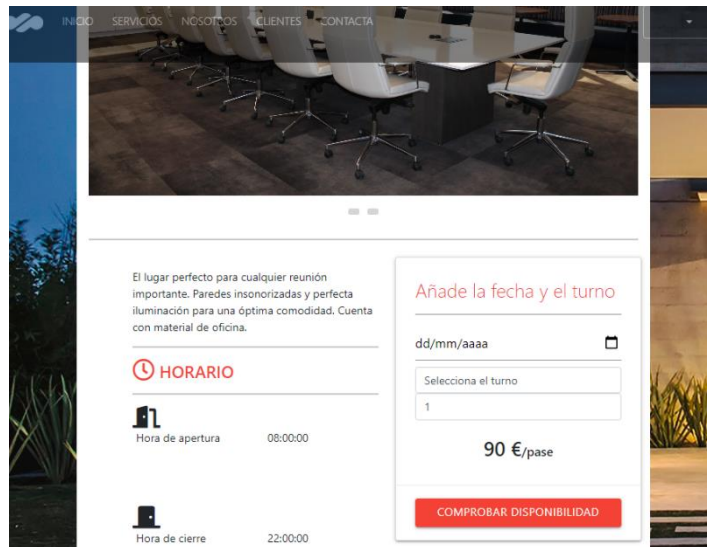 INICIO SERVICIOS NOSOTROS CLIENTES CONTACTA
El lugar perfecto para cualquier reunión
importante. Paredes insonorizadas y perfecta
iluminación para una óptima comodidad. Cuenta
con material de oficina.
HORARIO
Hora de apertura 08:00:00
Hora de cierre 22:00:00
Añade la fecha y el turno
dd/mm/aaaa
Selecciona el turno
1
90 €/pase
COMPROBAR DISPONIBILIDAD